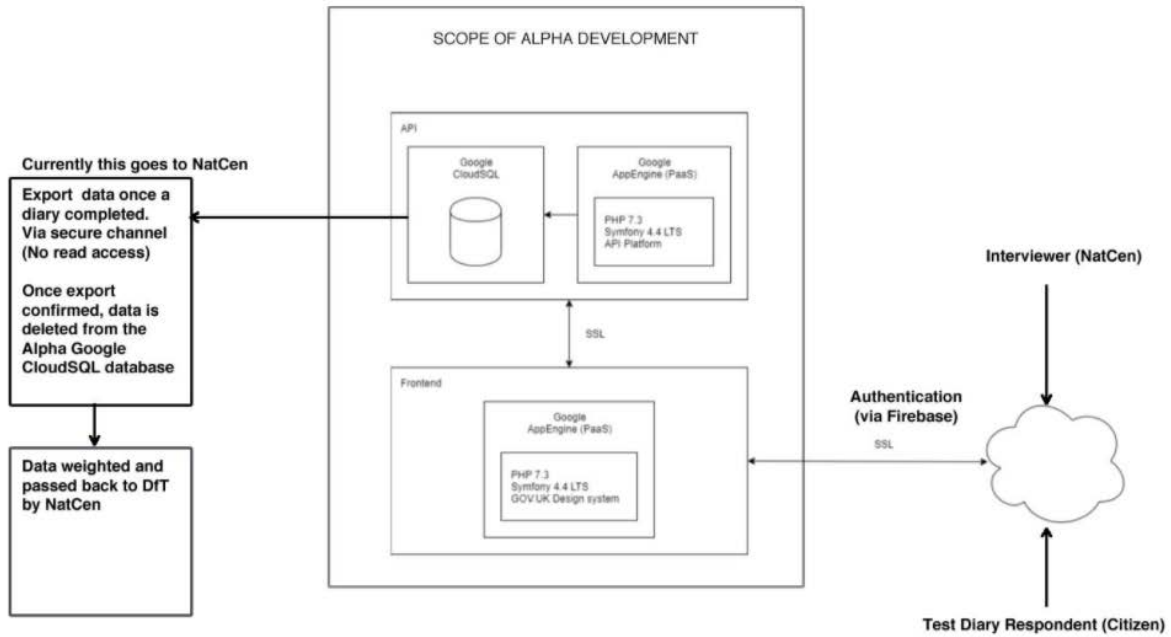 SCOPE OF ALPHA DEVELOPMENT
API
Google
CloudSQL
Google
AppEngine (PaaS)
PHP 7.3
Symfony 4.4 LTS
API Platform
Currently this goes to NatCen
Export data once a
diary completed.
Via secure channel
(No read access)
Once export
confirmed, data is
deleted from the
Alpha Google
CloudSQL database
Data weighted and
passed back to DfT
by NatCen
SSL
Frontend
Google
AppEngine (PaaS)
PHP 7.3
Symfony 4.4 LTS
GOV.UK Design system
Authentication
(via Firebase)
SSL
Interviewer (NatCen)
Test Diary Respondent (Citizen)